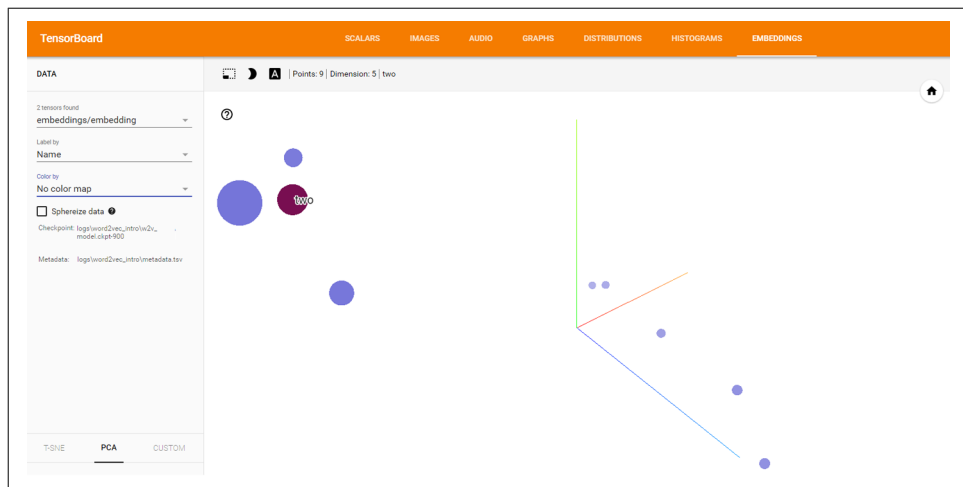 TensorBoard
SCALARS IMAGES AUDIO GRAPHS DISTRIBUTIONS HISTOGRAMS EMBEDDINGS
DATA
A | Points: 9 | Dimension: 5 | two
2 tensors found
embeddings/embedding
Label by
Name
Color by
No color map
Sphereize data
Checkpoint: logs\word2vec_intro\w2v_
model.ckpt-900
Metadata: logs\word2vec_intro\metadata.tsv
two
T-SNE PCA CUSTOM